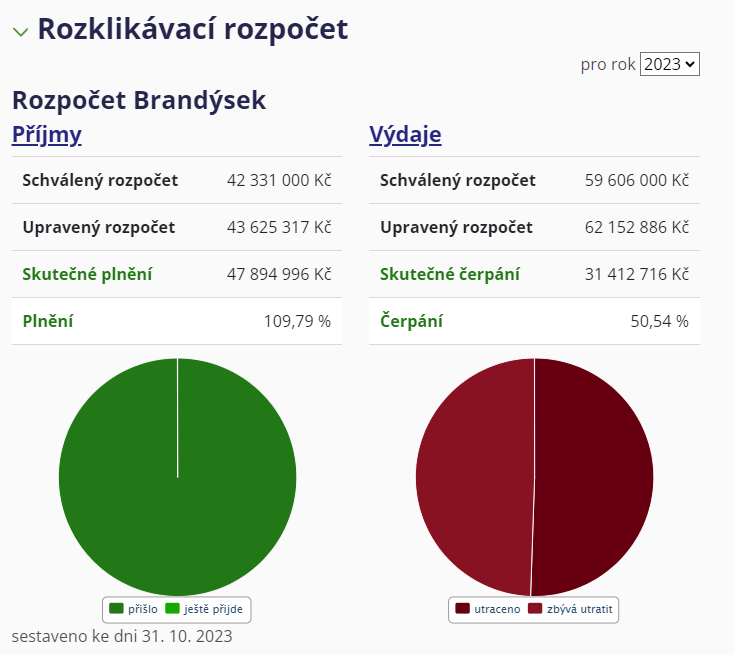 Rozklikávací rozpočet
pro rok 2023
Rozpočet Brandýsek
Příjmy
Schválený rozpočet 42 331 000 Kč
Upravený rozpočet 43 625 317 Kč
Skutečné plnění 47 894 996 Kč
Plnění 109,79 %
přišlo ještě přijde
Výdaje
Schválený rozpočet 59 606 000 Kč
Upravený rozpočet 62 152 886 Kč
Skutečné čerpání 31 412 716 Kč
Čerpání 50,54 %
utraceno zbývá utratit
sestaveno ke dni 31. 10. 2023